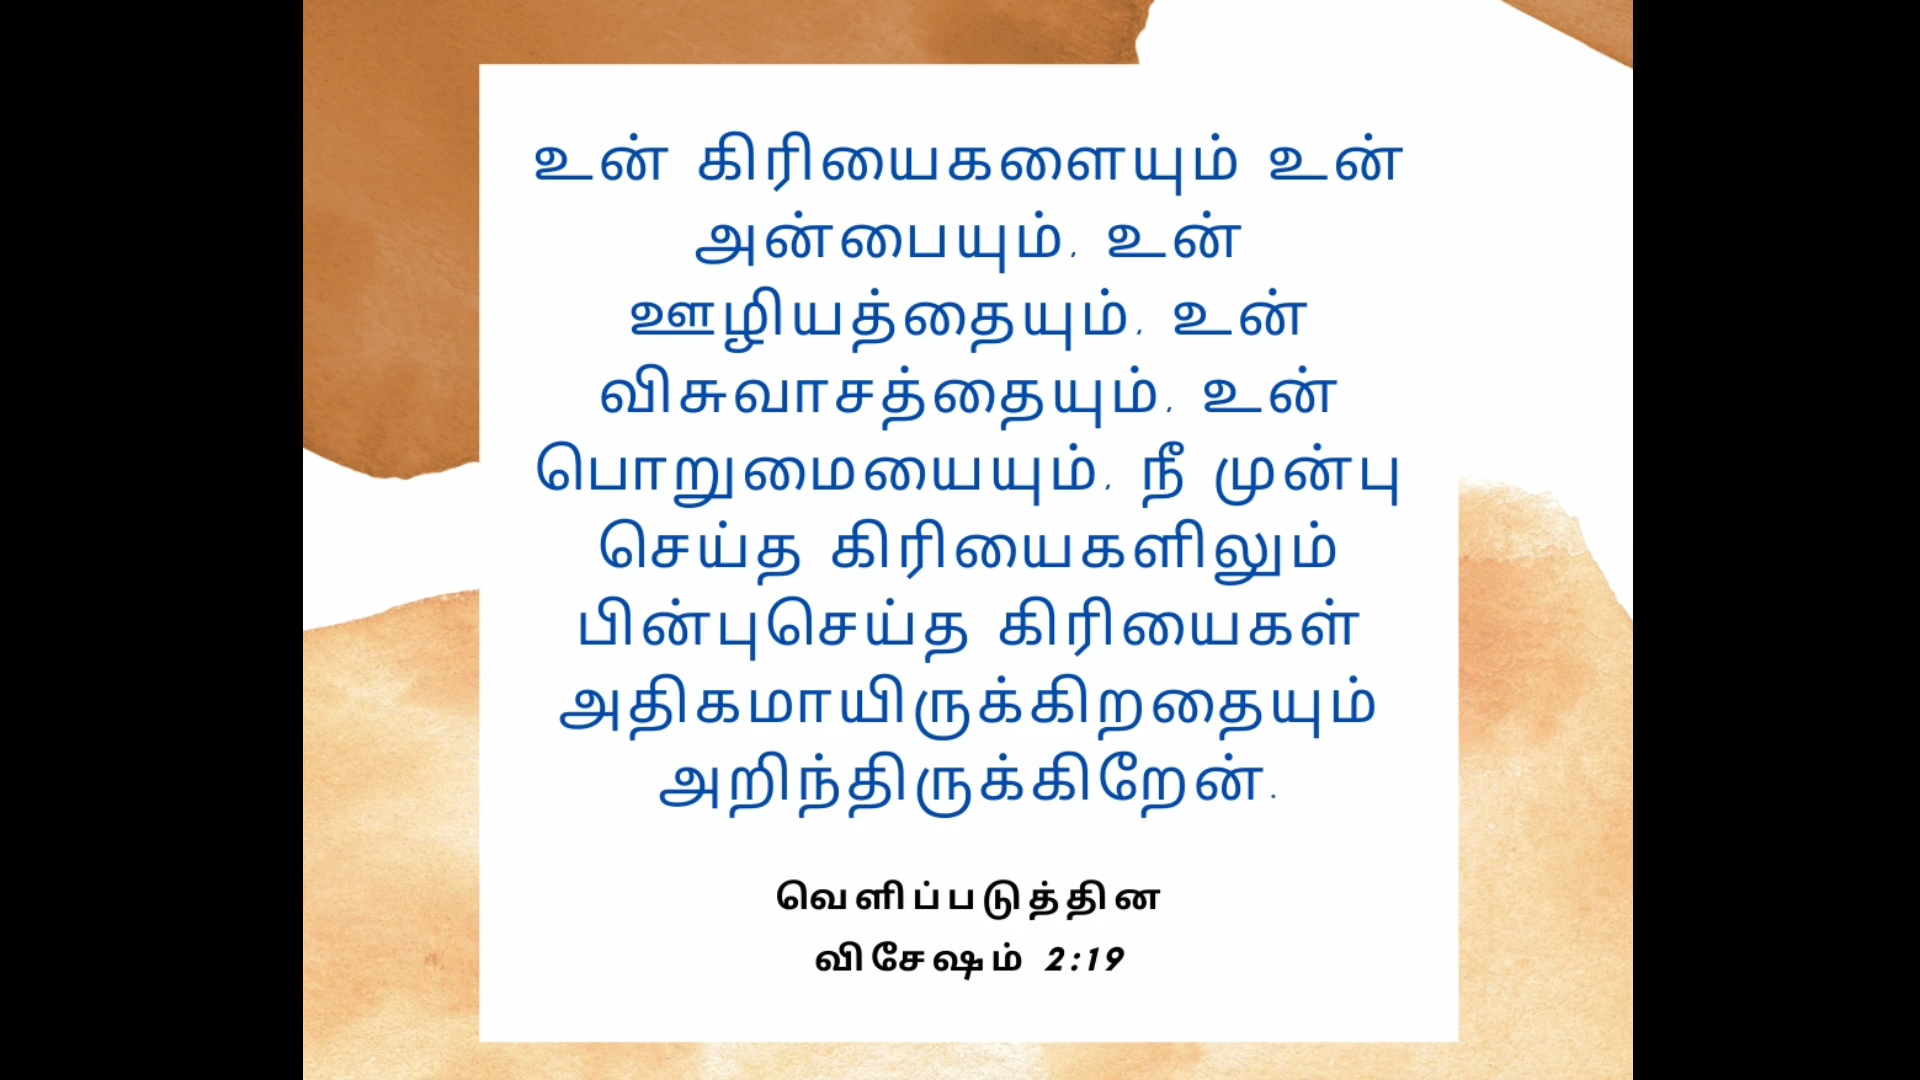 உன் கிரியைகளையும் உன்
அன்பையும், உன்
ஊழியத்தையும், உன்
விசுவாசத்தையும், உன்
பொறுமையையும், நீ முன்பு
செய்த கிரியைகளிலும்
பின்புசெய்த கிரியைகள்
அதிகமாயிருக்கிறதையும்
அறிந்திருக்கிறேன்.
வெளிப்படுத்தின
விசேஷம் 2:19